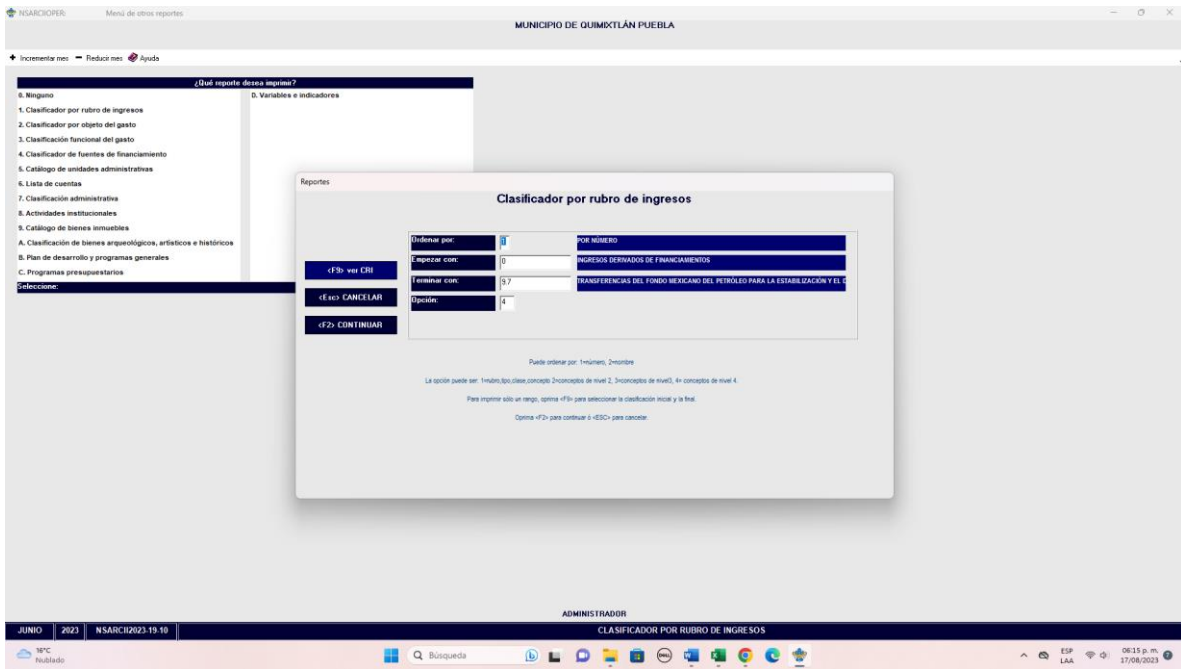 NSARCIIOPER: Menú de otros reportes
MUNICIPIO DE QUIMIXTLÁN PUEBLA
Incrementar mes Reducir mes Ayuda
¿Qué reporte desea imprimir?
0. Ninguno
1. Clasificador por rubro de ingresos
2. Clasificador por objeto del gasto
3. Clasificación funcional del gasto
4. Clasificador de fuentes de financiamiento
5. Catálogo de unidades administrativas
6. Lista de cuentas
7. Clasificación administrativa
8. Actividades institucionales
9. Catálogo de bienes inmuebles
A. Clasificación de bienes arqueológicos, artísticos e históricos
B. Plan de desarrollo y programas generales
C. Programas presupuestarios
D. Variables e indicadores
Seleccione:
Reportes
Clasificador por rubro de ingresos
<F9> ver CRI
<Esc> CANCELAR
<F2> CONTINUAR
Ordenar por: 1 POR NÚMERO
Empezar con: 0 INGRESOS DERIVADOS DE FINANCIAMIENTOS
Terminar con: 9.7 TRANSFERENCIAS DEL FONDO MEXICANO DEL PETRÓLEO PARA LA ESTABILIZACIÓN Y EL D
Opción: 4
Puede ordenar por: 1=número, 2=nombre
La opción puede ser: 1=rubro,tipo,clase,concepto 2=conceptos de nivel 2, 3=conceptos de nivel3, 4= conceptos de nivel 4.
Para imprimir sólo un rango, oprima <F9> para seleccionar la clasificación inicial y la final.
Oprima <F2> para continuar ó <ESC> para cancelar.
ADMINISTRADOR
JUNIO 2023 NSARCII2023-19-10 CLASIFICADOR POR RUBRO DE INGRESOS
16°C
Nublado
Búsqueda
ESP
LAA
06:15 p. m.
17/08/2023